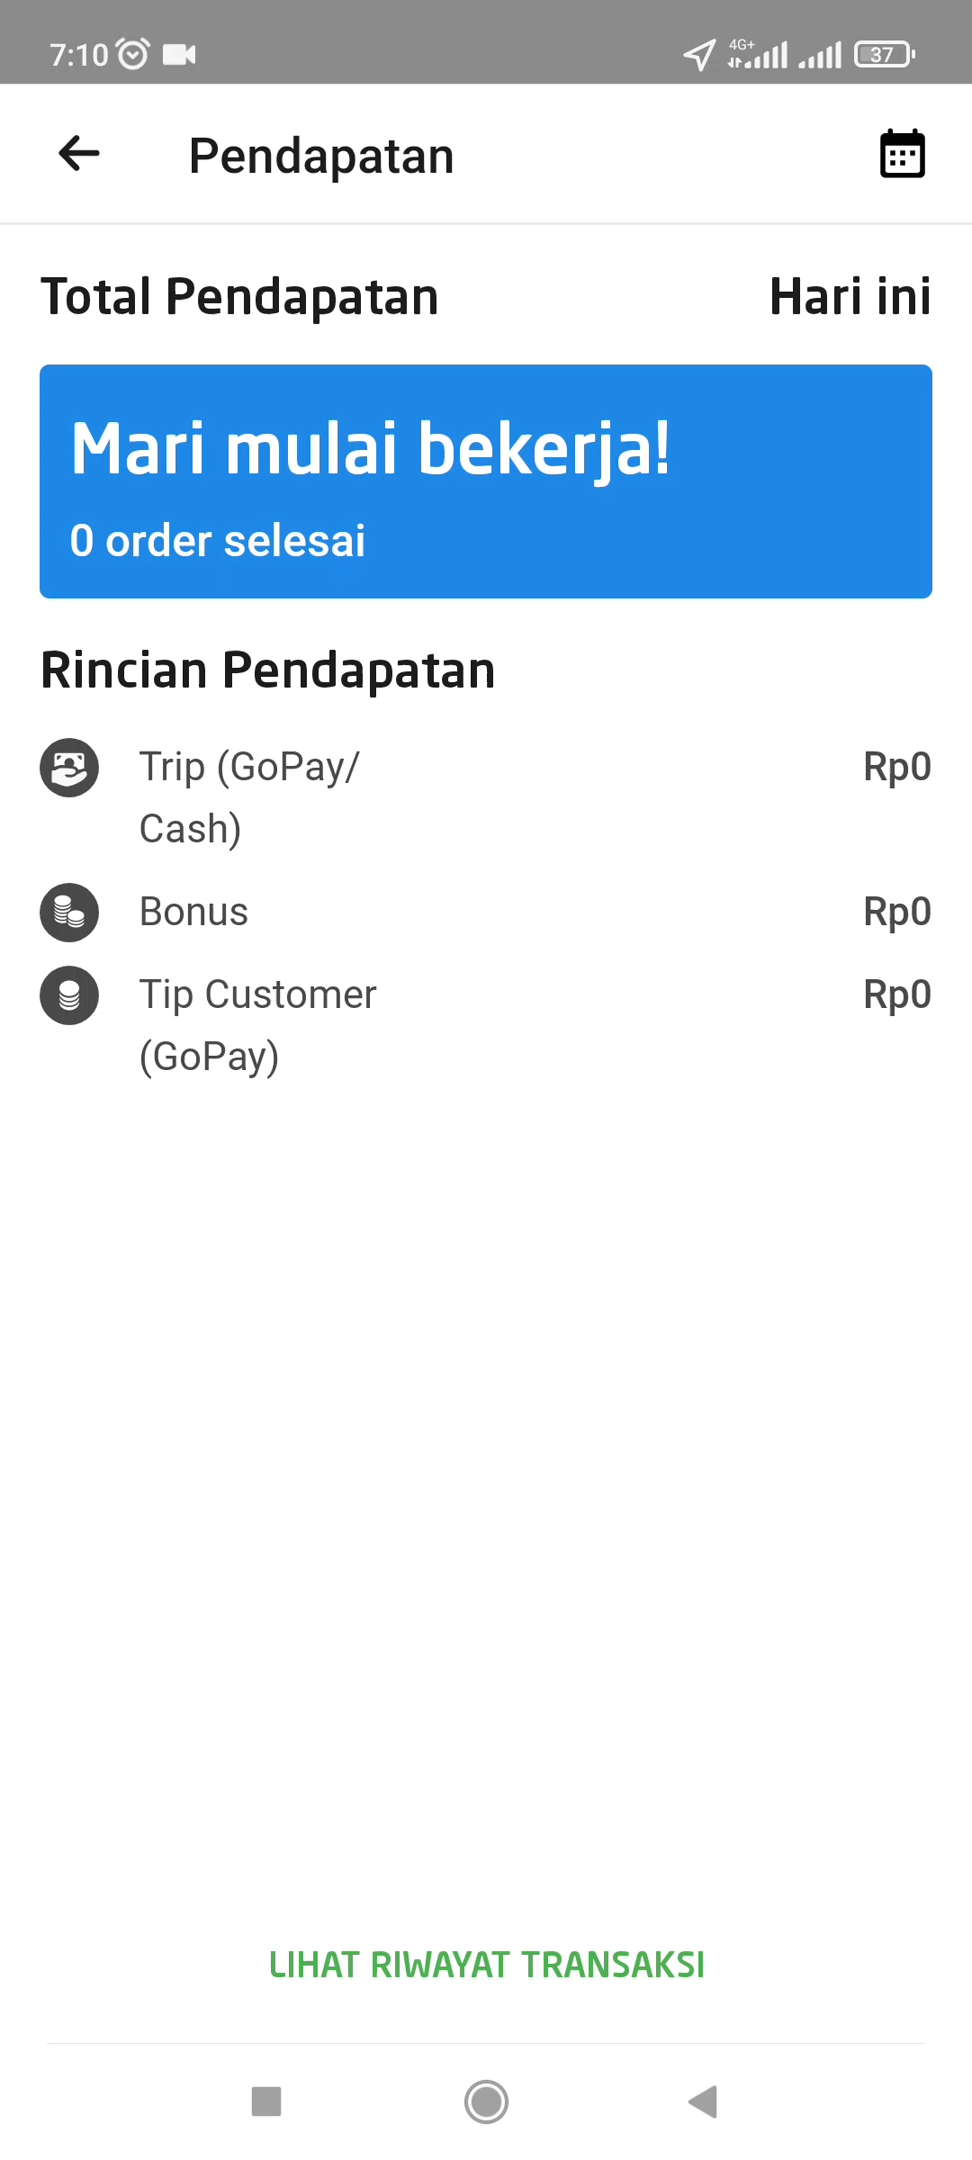 7:10
4G+
37
Pendapatan
Total Pendapatan
Hari ini
Mari mulai bekerja!
0 order selesai
Rincian Pendapatan
Trip (GoPay/
Cash)
Rp0
Bonus
Rp0
Tip Customer
(GoPay)
Rp0
LIHAT RIWAYAT TRANSAKSI